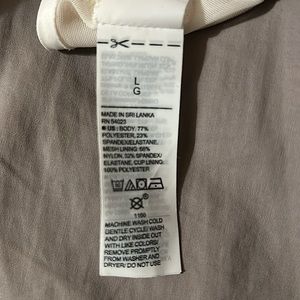 L
G
MADE IN SRI LANKA
RN 54023
US: BODY: 77%
POLYESTER, 23%
SPANDEX/ELASTANE,
MESH LINING: 68%
NYLON, 32% SPANDEX/
ELASTANE, CUP LINING:
100% POLYESTER
1160
MACHINE WASH COLD
GENTLE CYCLE/ WASH
AND DRY INSIDE OUT
WITH LIKE COLORS/
REMOVE PROMPTLY
FROM WASHER AND
DRYER/ DO NOT USE